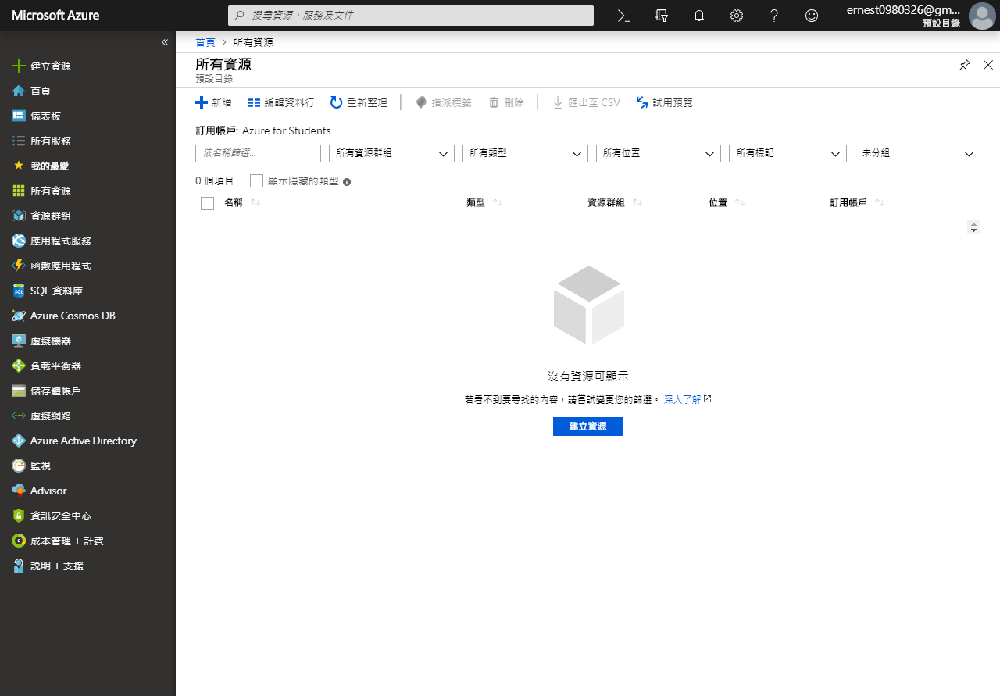 Microsoft Azure
搜尋資源、服務及文件
ernest0980326@gm...
預設目錄
«
建立資源
首頁
儀表板
所有服務
我的最愛
所有資源
資源群組
應用程式服務
函數應用程式
SQL 資料庫
Azure Cosmos DB
虛擬機器
負載平衡器
儲存體帳戶
虛擬網路
Azure Active Directory
監視
Advisor
資訊安全中心
成本管理 + 計費
說明 + 支援
首頁 > 所有資源
所有資源
預設目錄
新增 編輯資料行 重新整理 指派標籤 刪除 匯出至 CSV 試用預覽
訂用帳戶: Azure for Students
依名稱篩選... 所有資源群組 所有類型 所有位置 所有標記 未分組
0 個項目 顯示隱藏的類型
名稱 ↑↓ 類型 ↑↓ 資源群組 ↑↓ 位置 ↑↓ 訂用帳戶 ↑↓
沒有資源可顯示
若看不到要尋找的內容，請嘗試變更您的篩選。 深入了解
建立資源